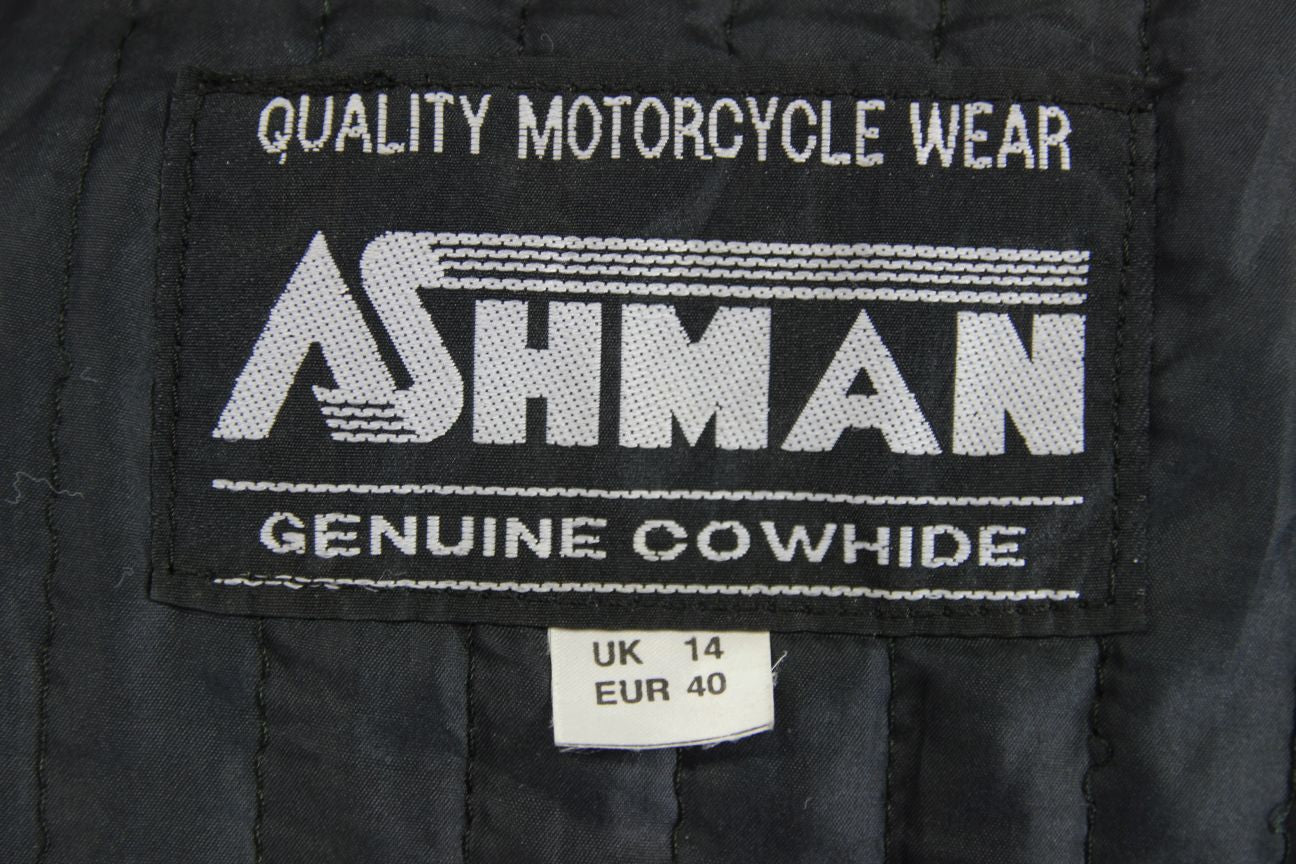 QUALITY MOTORCYCLE WEAR
ASHMAN
GENUINE COWHIDE
UK 14
EUR 40